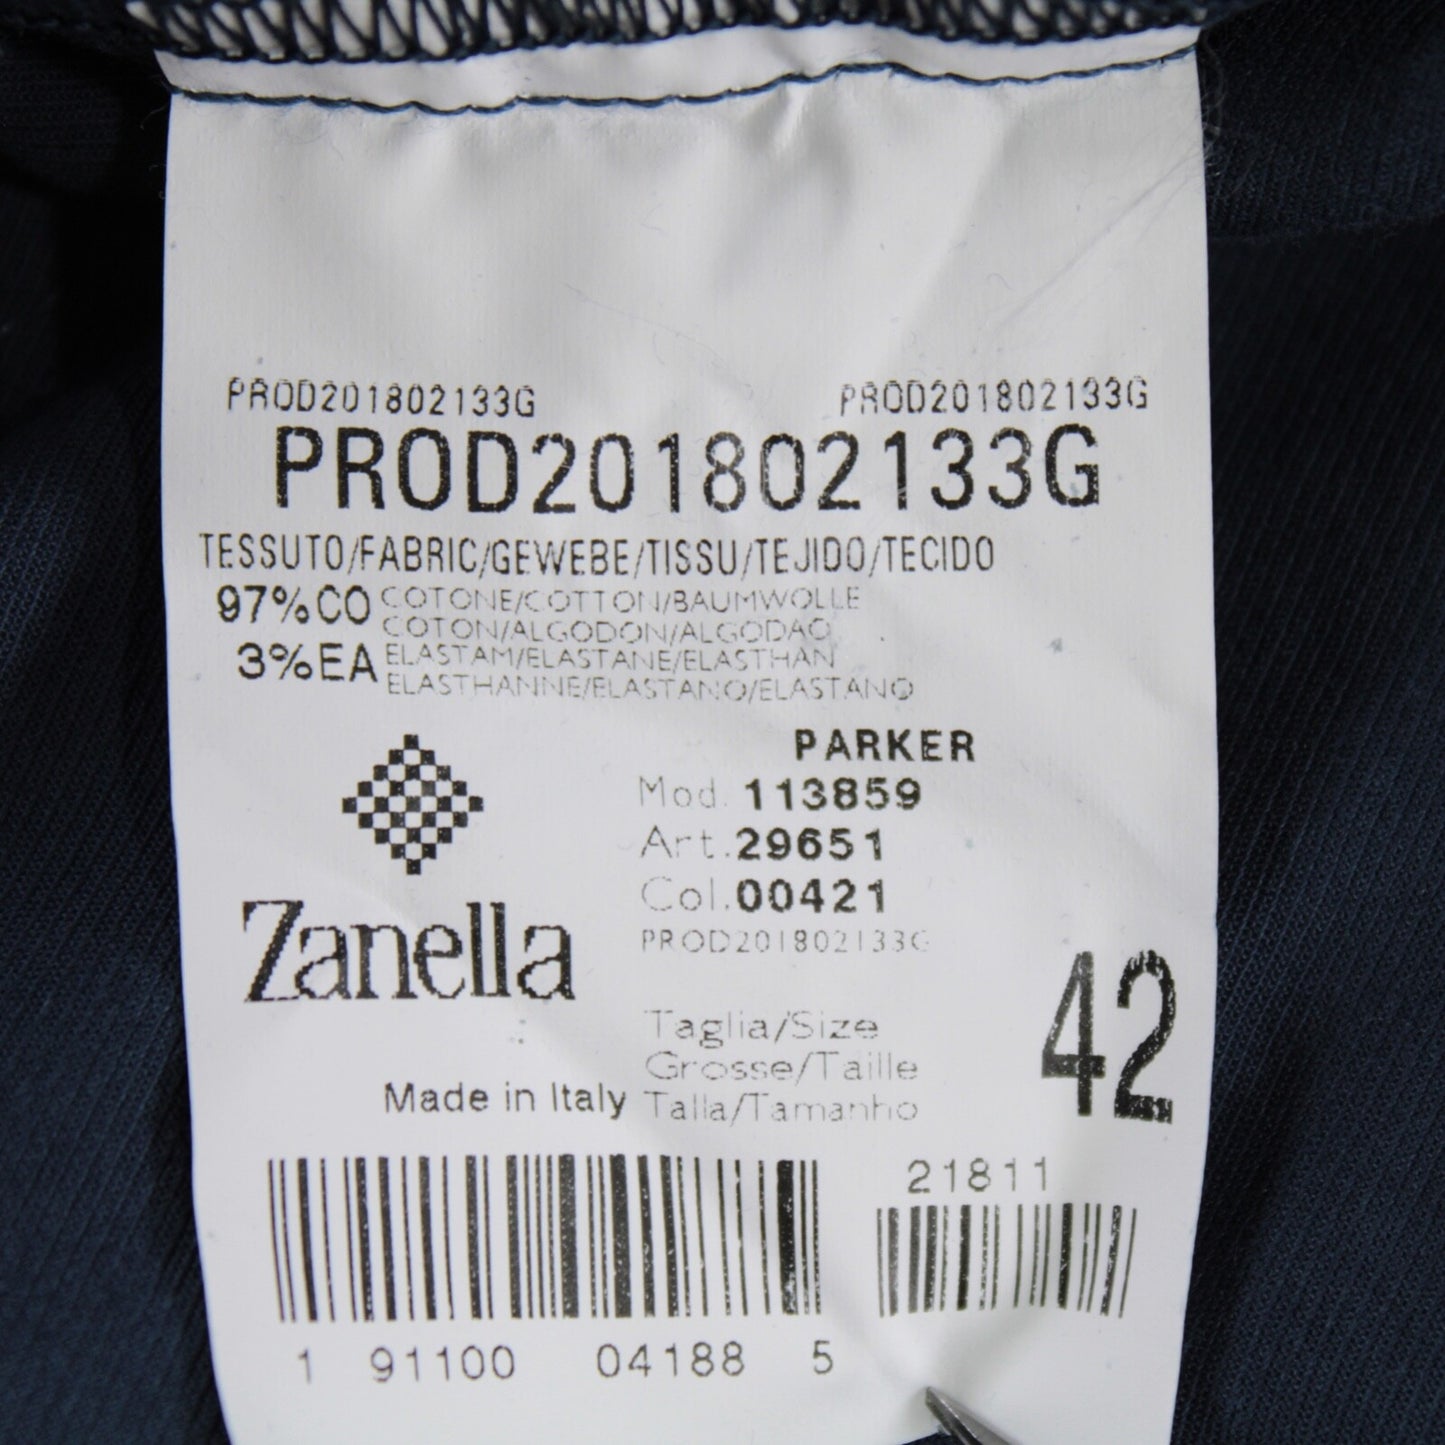 PROD201802133G PROD201802133G
PROD201802133G
TESSUTO/FABRIC/GEWEBE/TISSU/TEJIDO/TECIDO
97%CO COTONE/COTTON/BAUMWOLLE
COTON/ALGODON/ALGODAO
3%EA ELASTAM/ELASTANE/ELASTHAN
ELASTHANNE/ELASTANO/ELASTANO
PARKER
Mod. 113859
Art. 29651
Col. 00421
PROD201802133G
Zanella
Taglia/Size
Grosse/Taille
Talla/Tamanho
42
Made in Italy
21811
1 91100 04188 5